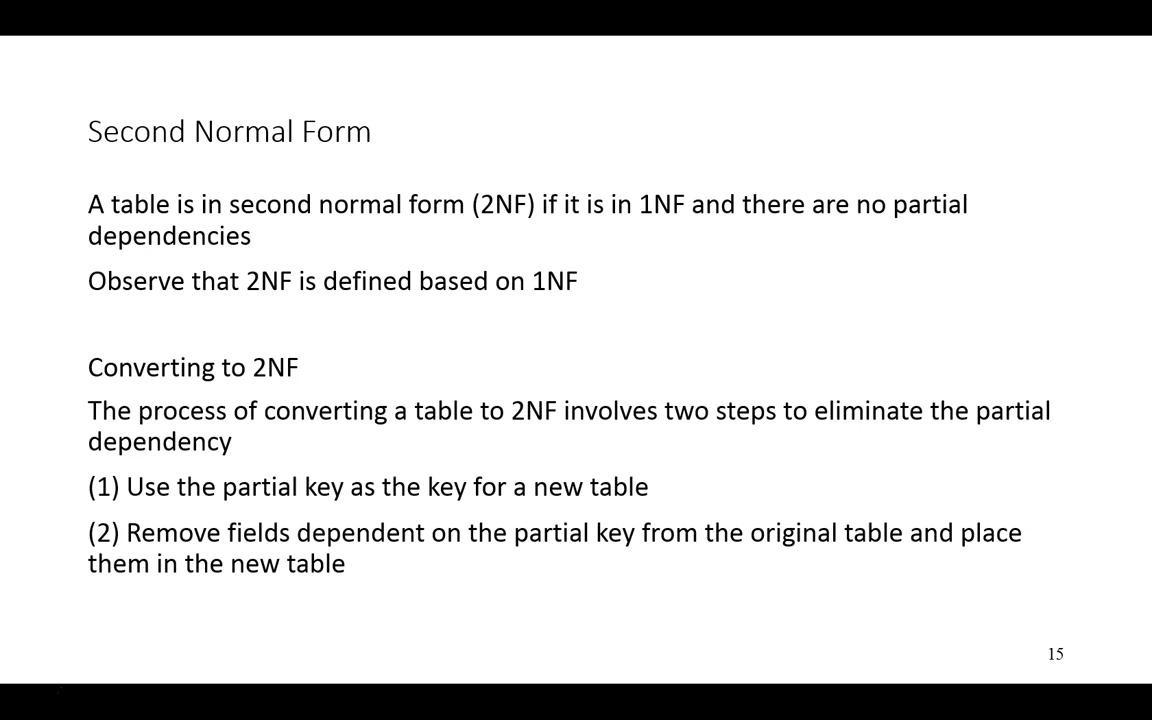 Second Normal Form
A table is in second normal form (2NF) if it is in 1NF and there are no partial
dependencies
Observe that 2NF is defined based on 1NF
Converting to 2NF
The process of converting a table to 2NF involves two steps to eliminate the partial
dependency
(1) Use the partial key as the key for a new table
(2) Remove fields dependent on the partial key from the original table and place
them in the new table
15